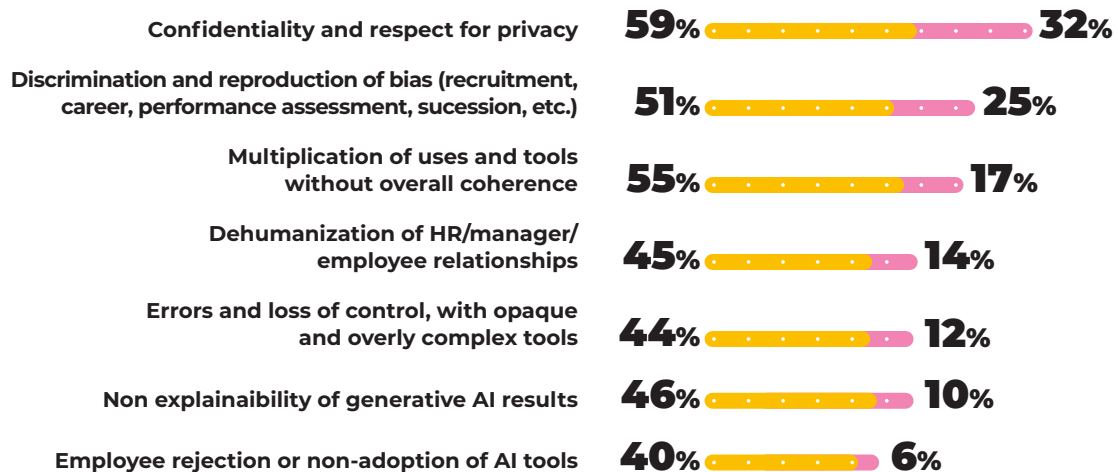 Confidentiality and respect for privacy 59% 32%
Discrimination and reproduction of bias (recruitment,
career, performance assessment, sucession, etc.) 51% 25%
Multiplication of uses and tools
without overall coherence 55% 17%
Dehumanization of HR/manager/
employee relationships 45% 14%
Errors and loss of control, with opaque
and overly complex tools 44% 12%
Non explainaibility of generative AI results 46% 10%
Employee rejection or non-adoption of AI tools 40% 6%